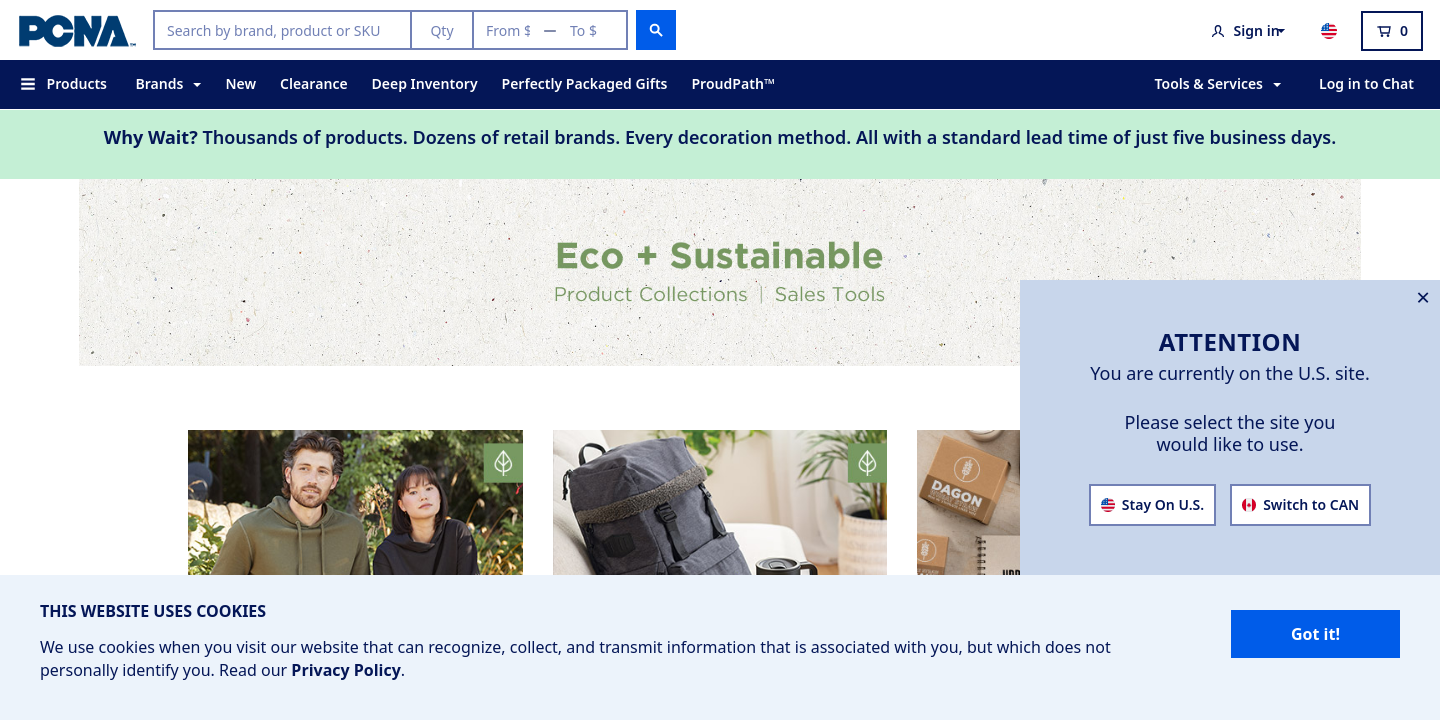 PCNA™
Search by brand, product or SKU
Qty
From $ — To $
Sign in
0
Products
Brands
New
Clearance
Deep Inventory
Perfectly Packaged Gifts
ProudPath™
Tools & Services
Log in to Chat
Why Wait? Thousands of products. Dozens of retail brands. Every decoration method. All with a standard lead time of just five business days.
Eco + Sustainable
Product Collections | Sales Tools
ATTENTION
You are currently on the U.S. site.
Please select the site you
would like to use.
Stay On U.S.
Switch to CAN
DAGON
THIS WEBSITE USES COOKIES
We use cookies when you visit our website that can recognize, collect, and transmit information that is associated with you, but which does not
personally identify you. Read our Privacy Policy.
Got it!